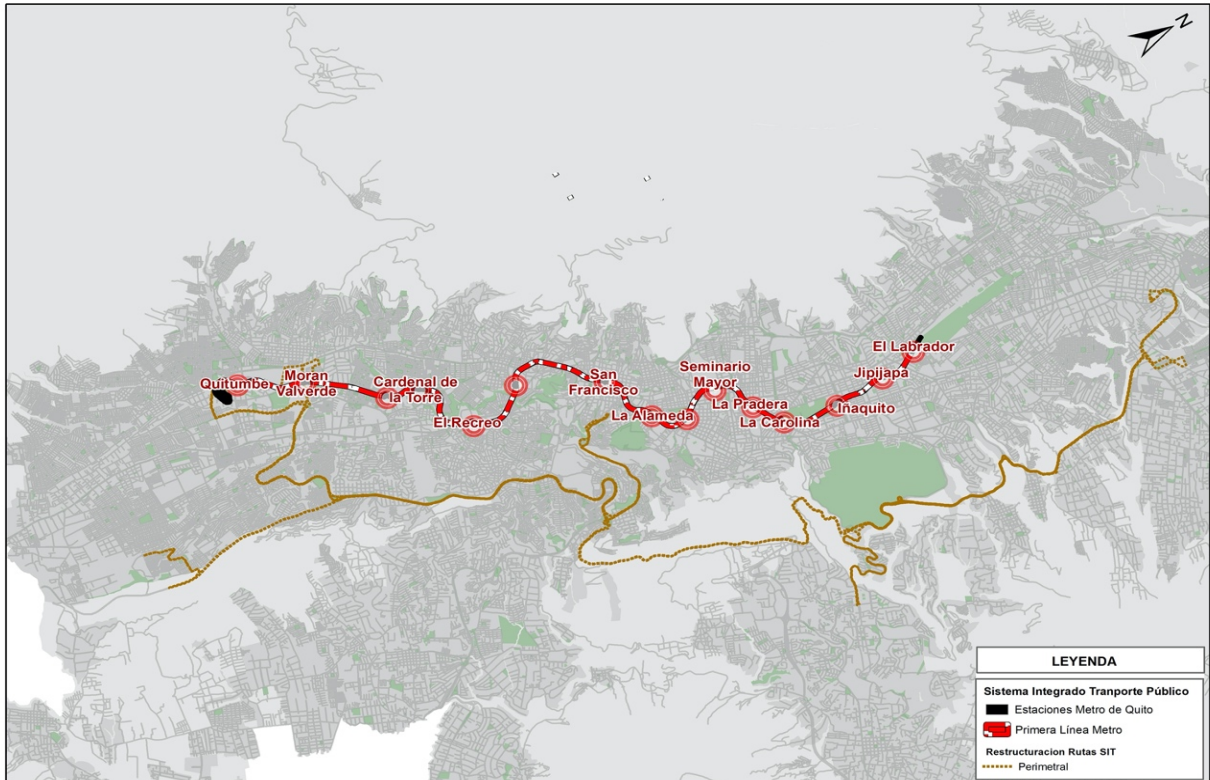 N
El Labrador
Jipijapa
Seminario
Mayor
San
Francisco
Moran
Valverde
Quitumbe
Cardenal de
la Torre
La Pradera
Iñaquito
La Alameda
El Recreo
La Carolina
LEYENDA
Sistema Integrado Tranporte Público
Estaciones Metro de Quito
Primera Línea Metro
Restructuracion Rutas SIT
Perimetral